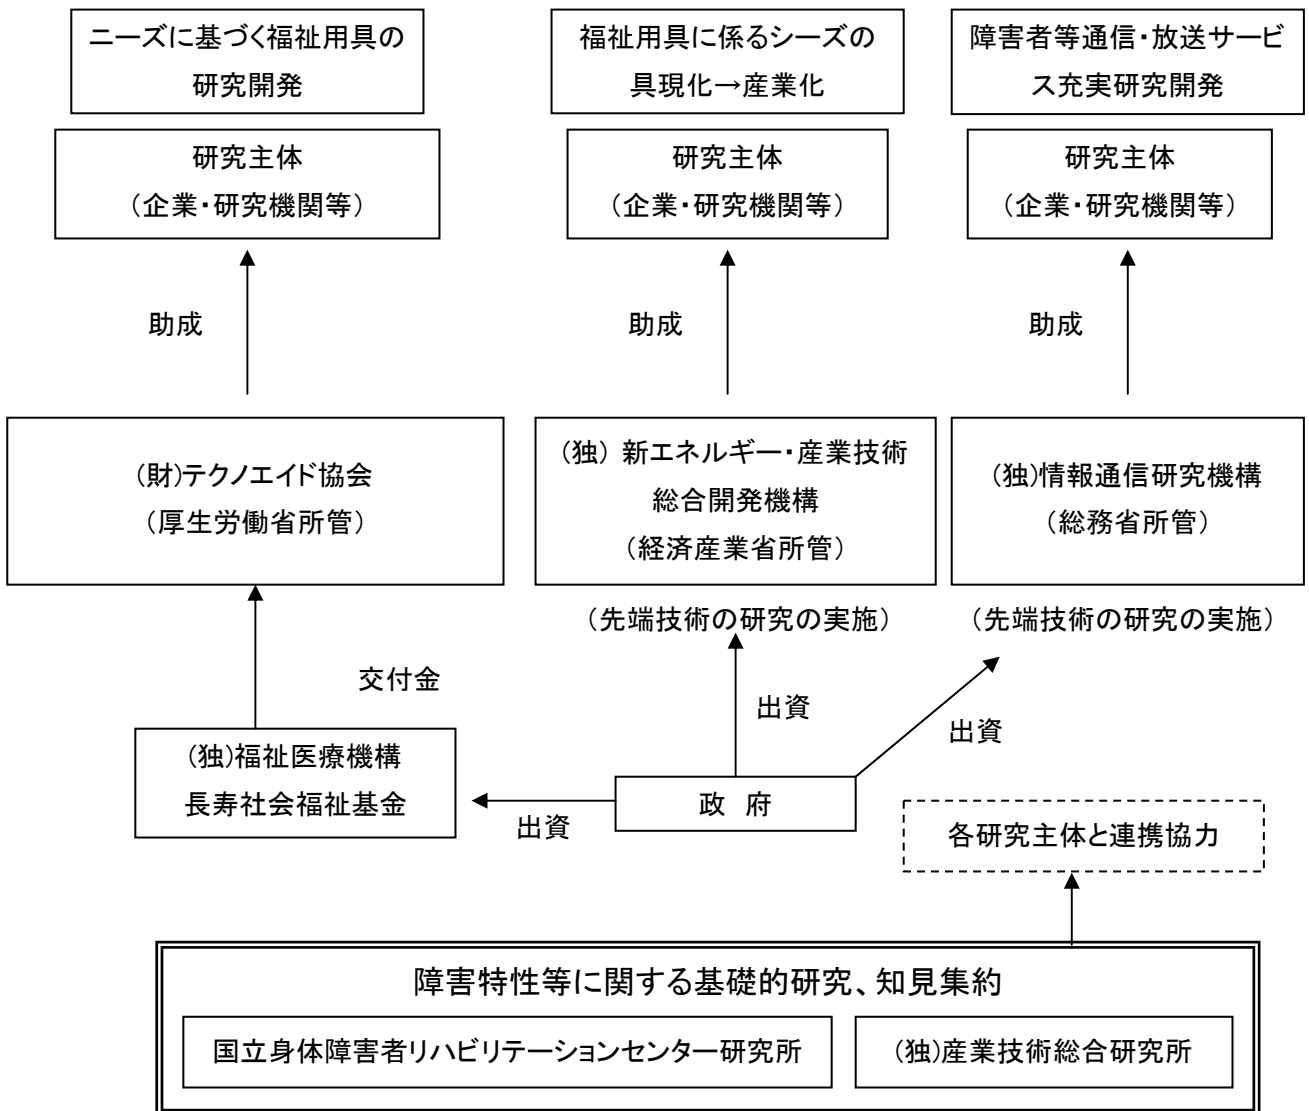 ニーズに基づく福祉用具の
研究開発
福祉用具に係るシーズの
具現化→産業化
障害者等通信・放送サービ
ス充実研究開発
研究主体
（企業・研究機関等）
研究主体
（企業・研究機関等）
研究主体
（企業・研究機関等）
助成
助成
助成
(財)テクノエイド協会
（厚生労働省所管）
(独) 新エネルギー・産業技術
総合開発機構
（経済産業省所管）
(独)情報通信研究機構
（総務省所管）
（先端技術の研究の実施）
（先端技術の研究の実施）
交付金
出資
出資
(独)福祉医療機構
長寿社会福祉基金
出資
政 府
各研究主体と連携協力
障害特性等に関する基礎的研究、知見集約
国立身体障害者リハビリテーションセンター研究所
(独)産業技術総合研究所